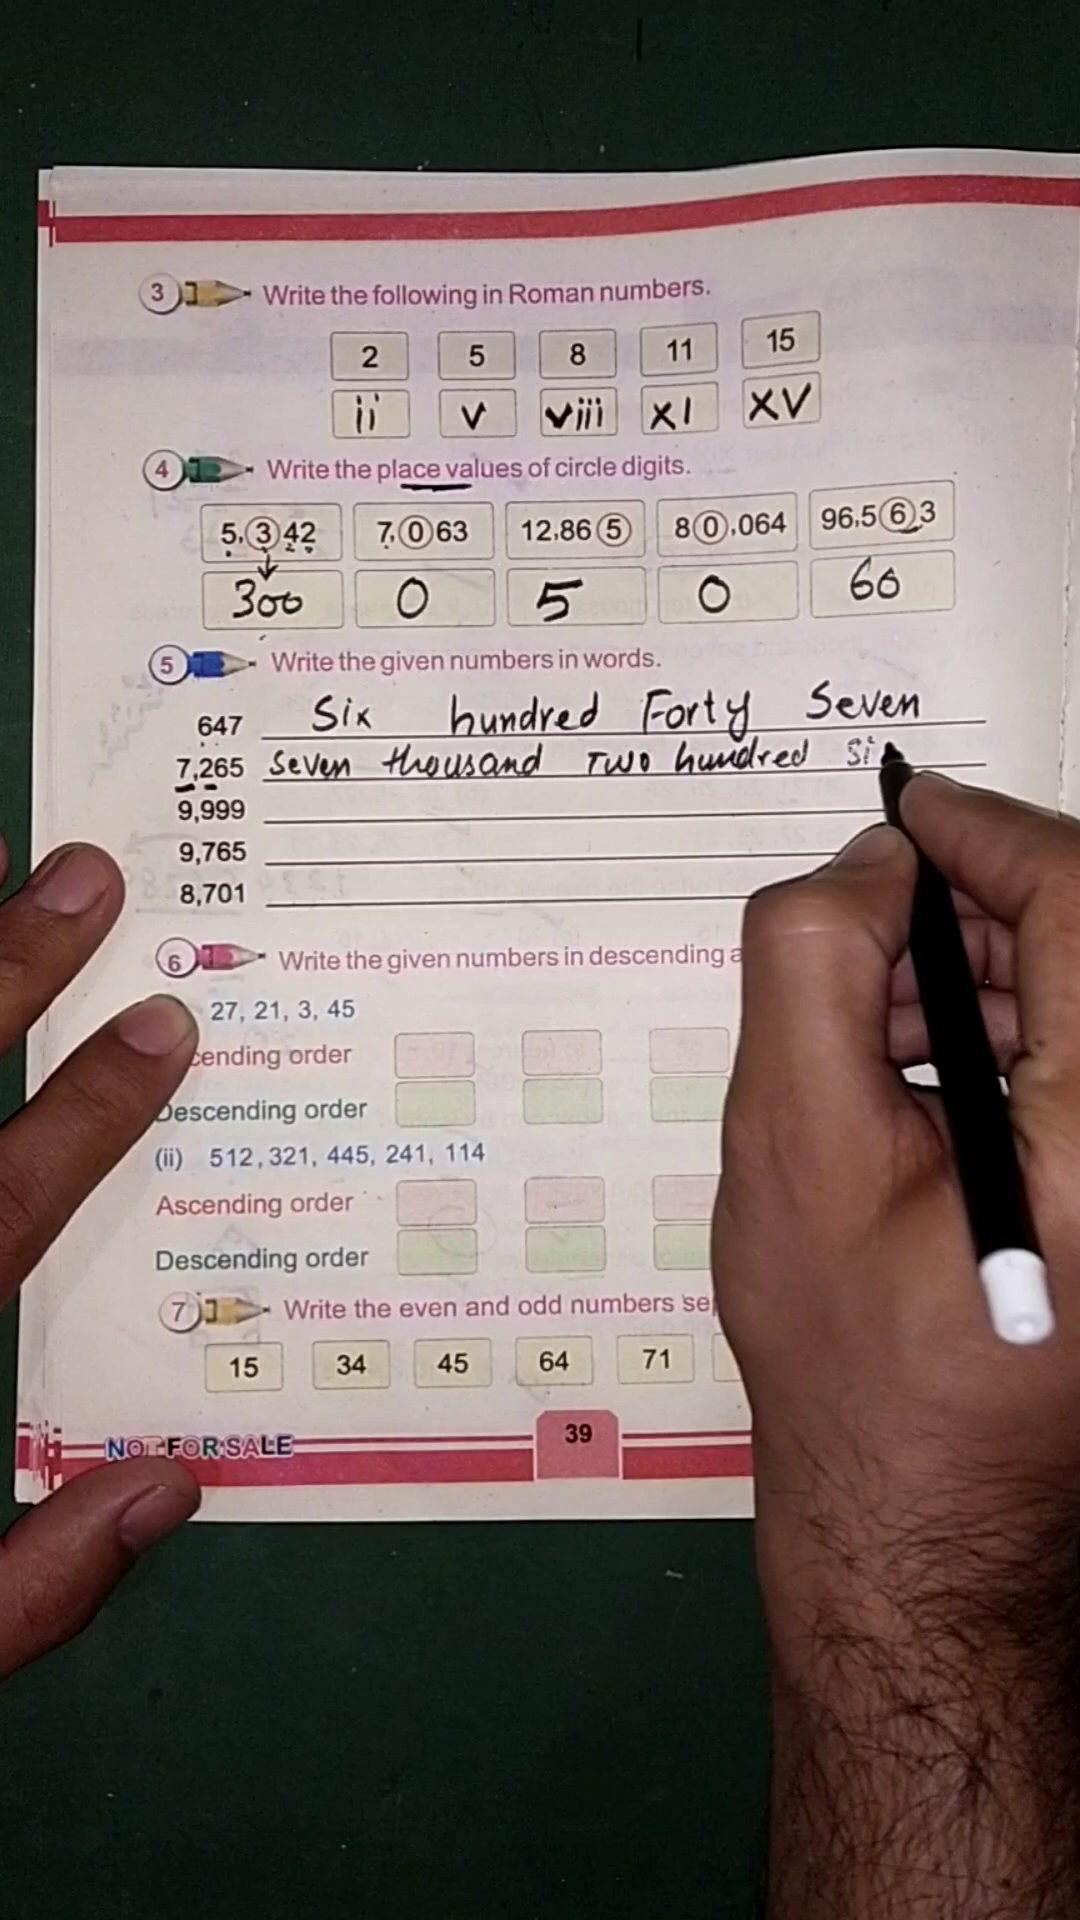 3 Write the following in Roman numbers.
2 5 8 11 15
ii v viii XI XV
4 Write the place values of circle digits.
5,342 7,063 12,865 80,064 96,563
300 0 5 0 60
5 Write the given numbers in words.
647 Six hundred Forty Seven
7,265 Seven thousand Two hundred Si
9,999
9,765
8,701
6 Write the given numbers in descending a
27, 21, 3, 45
cending order
Descending order
(ii) 512, 321, 445, 241, 114
Ascending order
Descending order
7 Write the even and odd numbers se
15 34 45 64 71
NOT FOR SALE
39